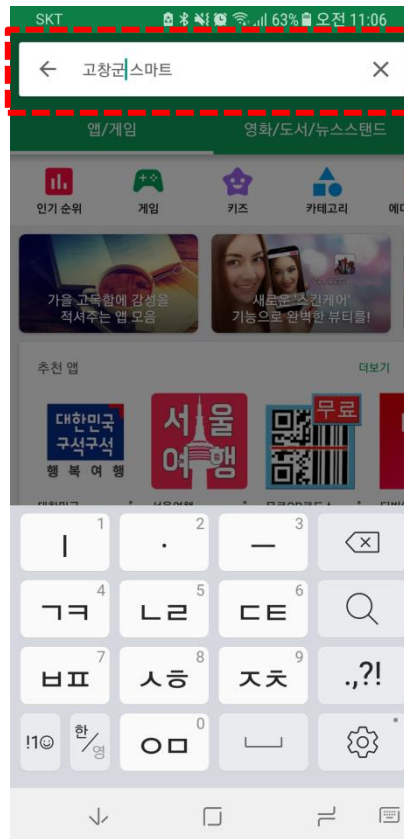 SKT 63% 오전 11:06
고창군스마트
앱/게임 영화/도서/뉴스스탠드
인기 순위 게임 키즈 카테고리
가을 고독함에 감성을
적셔주는 앱 모음
YouCam
새로운 '스킨케어'
기능으로 완벽한 뷰티를!
추천 앱 더보기
대한민국
구석구석
행복여행
서울
여행
무료
ㅣ 1 · 2 ㅡ 3
ㄱㅋ 4 ㄴㄹ 5 ㄷㅌ 6
ㅂㅍ 7 ㅅㅎ 8 ㅈㅊ 9 .,?!
!1☺ 한/영 ㅇㅁ 0